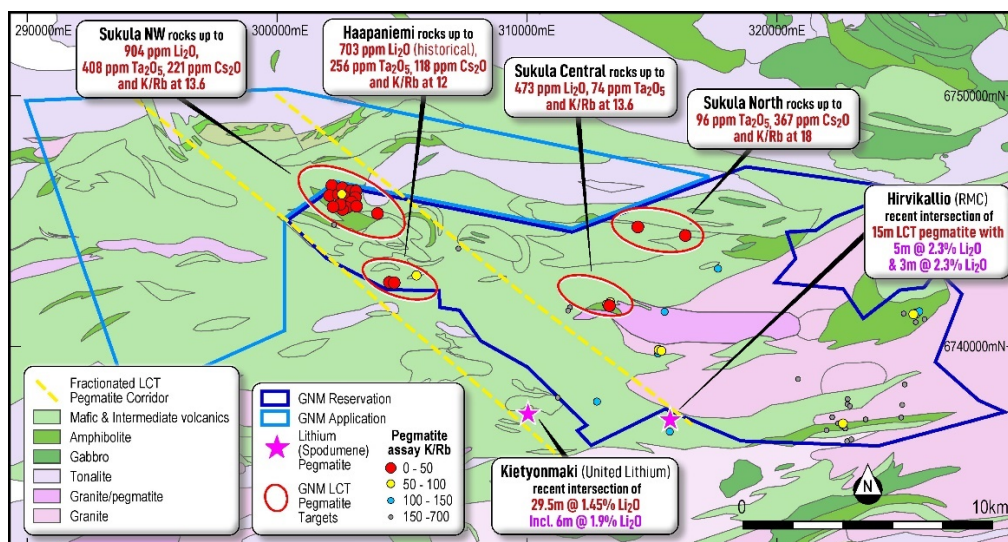 290000mE
300000mE
310000mE
320000mE
Sukula NW rocks up to
904 ppm Li₂O,
408 ppm Ta₂O₅, 221 ppm Cs₂O
and K/Rb at 13.6
Haapaniemi rocks up to
703 ppm Li₂O (historical),
256 ppm Ta₂O₅, 118 ppm Cs₂O
and K/Rb at 12
Sukula Central rocks up to
473 ppm Li₂O, 74 ppm Ta₂O₅
and K/Rb at 13.6
Sukula North rocks up to
96 ppm Ta₂O₅, 367 ppm Cs₂O
and K/Rb at 18
6750000mN
Hirvikallio (RMC)
recent intersection of
15m LCT pegmatite with
5m @ 2.3% Li₂O
& 3m @ 2.3% Li₂O
6740000mN
Fractionated LCT
Pegmatite Corridor
Mafic & Intermediate volcanics
Amphibolite
Gabbro
Tonalite
Granite/pegmatite
Granite
GNM Reservation
GNM Application
Lithium
(Spodumene)
Pegmatite
GNM LCT
Pegmatite
Targets
Pegmatite
assay K/Rb
0 - 50
50 - 100
100 - 150
150 -700
Kietyonmaki (United Lithium)
recent intersection of
29.5m @ 1.45% Li₂O
Incl. 6m @ 1.9% Li₂O
N
0
10km